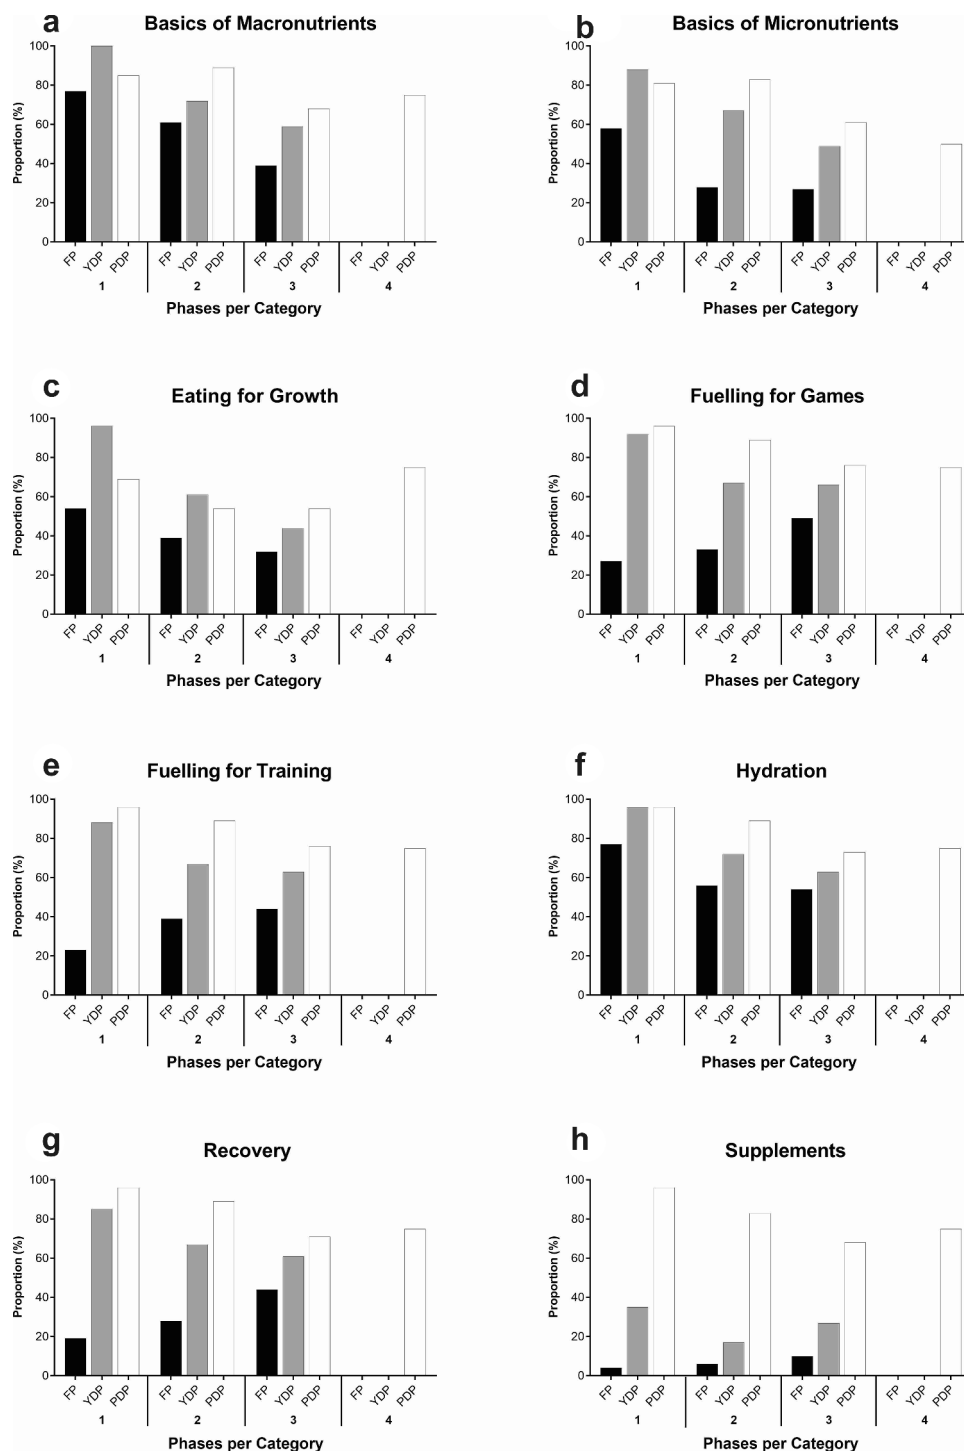 a Basics of Macronutrients
Proportion (%)
100
80
60
40
20
0
FP YDP PDP FP YDP PDP FP YDP PDP FP YDP PDP
1 2 3 4
Phases per Category
b Basics of Micronutrients
Proportion (%)
100
80
60
40
20
0
FP YDP PDP FP YDP PDP FP YDP PDP FP YDP PDP
1 2 3 4
Phases per Category
c Eating for Growth
Proportion (%)
100
80
60
40
20
0
FP YDP PDP FP YDP PDP FP YDP PDP FP YDP PDP
1 2 3 4
Phases per Category
d Fuelling for Games
Proportion (%)
100
80
60
40
20
0
FP YDP PDP FP YDP PDP FP YDP PDP FP YDP PDP
1 2 3 4
Phases per Category
e Fuelling for Training
Proportion (%)
100
80
60
40
20
0
FP YDP PDP FP YDP PDP FP YDP PDP FP YDP PDP
1 2 3 4
Phases per Category
f Hydration
Proportion (%)
100
80
60
40
20
0
FP YDP PDP FP YDP PDP FP YDP PDP FP YDP PDP
1 2 3 4
Phases per Category
g Recovery
Proportion (%)
100
80
60
40
20
0
FP YDP PDP FP YDP PDP FP YDP PDP FP YDP PDP
1 2 3 4
Phases per Category
h Supplements
Proportion (%)
100
80
60
40
20
0
FP YDP PDP FP YDP PDP FP YDP PDP FP YDP PDP
1 2 3 4
Phases per Category